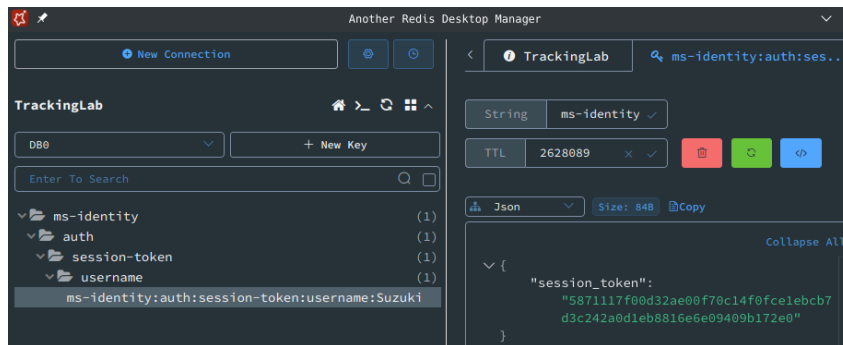 Another Redis Desktop Manager
New Connection
TrackingLab
DB0
+ New Key
Enter To Search
ms-identity (1)
auth (1)
session-token (1)
username (1)
ms-identity:auth:session-token:username:Suzuki
TrackingLab
ms-identity:auth:ses..
String ms-identity
TTL 2628089
Json Size: 84B Copy
Collapse All
{
"session_token":
"5871117f00d32ae00f70c14f0fce1ebcb7
d3c242a0d1eb8816e6e09409b172e0"
}